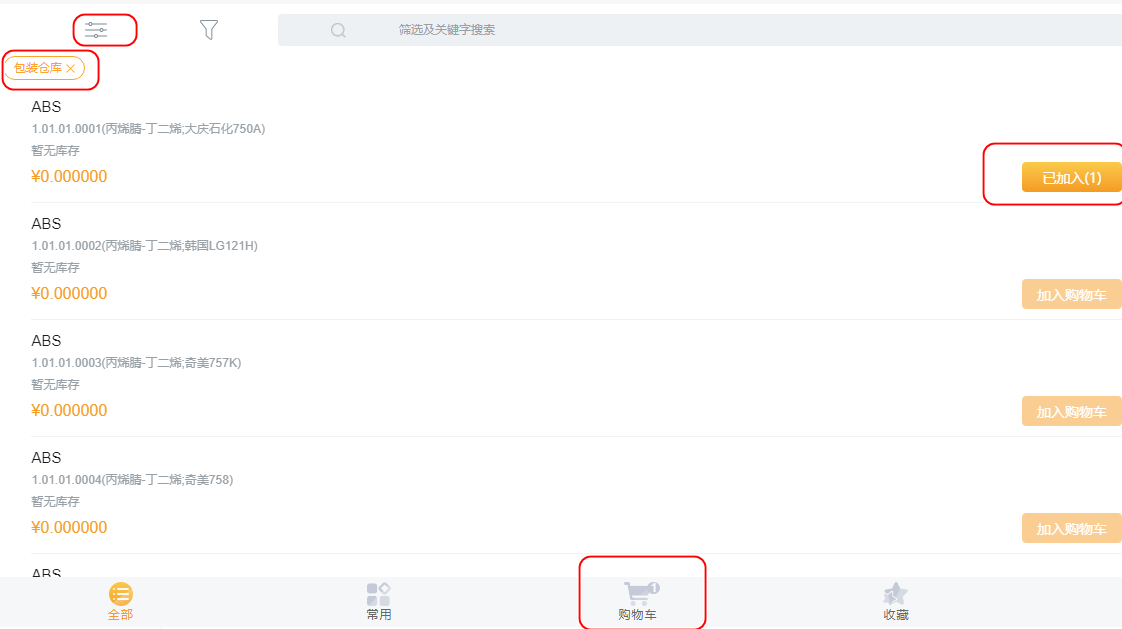 筛选及关键字搜索
包装仓库
ABS
1.01.01.0001(丙烯腈-丁二烯;大庆石化750A)
暂无库存
¥0.000000
已加入(1)
ABS
1.01.01.0002(丙烯腈-丁二烯;韩国LG121H)
暂无库存
¥0.000000
加入购物车
ABS
1.01.01.0003(丙烯腈-丁二烯;奇美757K)
暂无库存
¥0.000000
加入购物车
ABS
1.01.01.0004(丙烯腈-丁二烯;奇美758)
暂无库存
¥0.000000
加入购物车
ABS
全部
常用
1
购物车
收藏